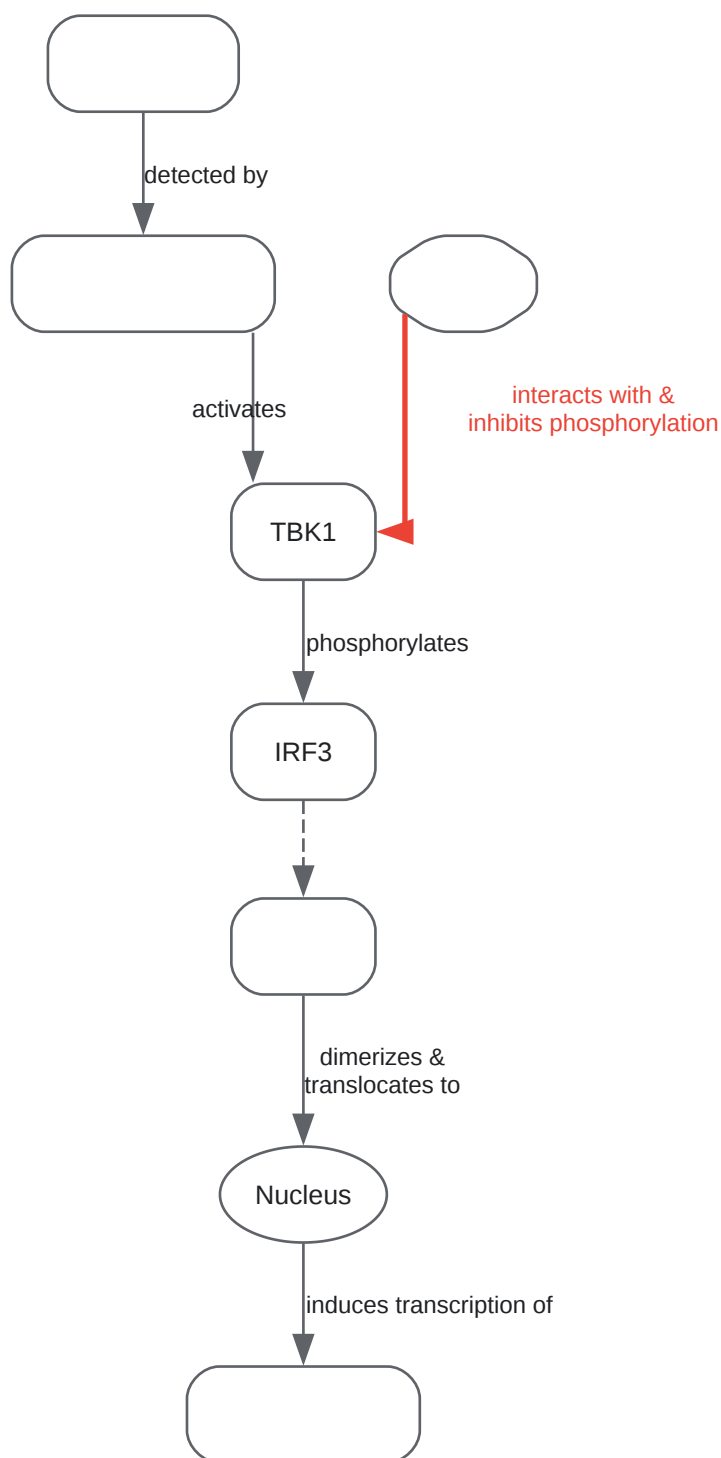 detected by
activates
interacts with &
inhibits phosphorylation
TBK1
phosphorylates
IRF3
dimerizes &
translocates to
Nucleus
induces transcription of